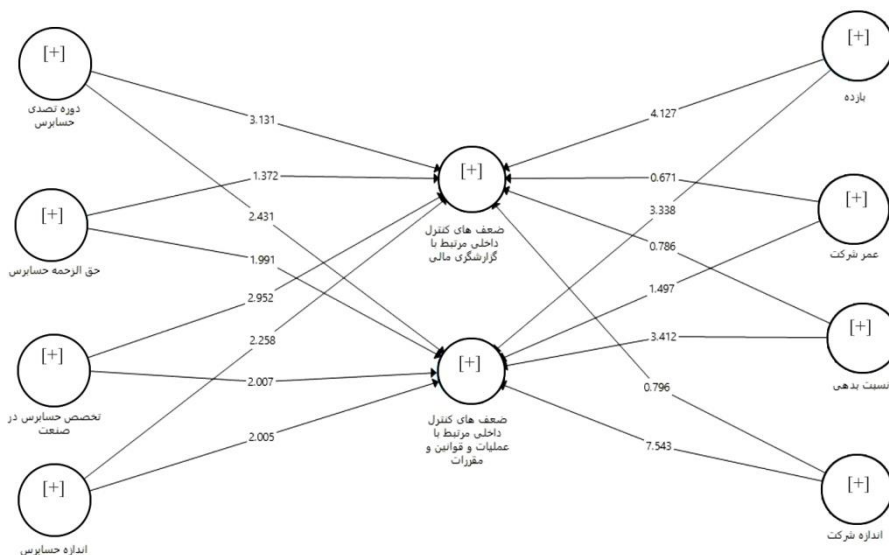 [+]
دوره تصدی
حسابرس
[+]
حق الزحمه حسابرس
[+]
تخصص حسابرس در
صنعت
[+]
اندازه حسابرس
3.131
1.372
2.431
1.991
2.952
2.258
2.007
2.005
[+]
ضعف های کنترل
داخلی مرتبط با
گزارشگری مالی
[+]
ضعف های کنترل
داخلی مرتبط با
عملیات و قوانین و
مقررات
4.127
0.671
3.338
0.786
1.497
3.412
0.796
7.543
[+]
بازده
[+]
عمر شرکت
[+]
نسبت بدهی
[+]
اندازه شرکت